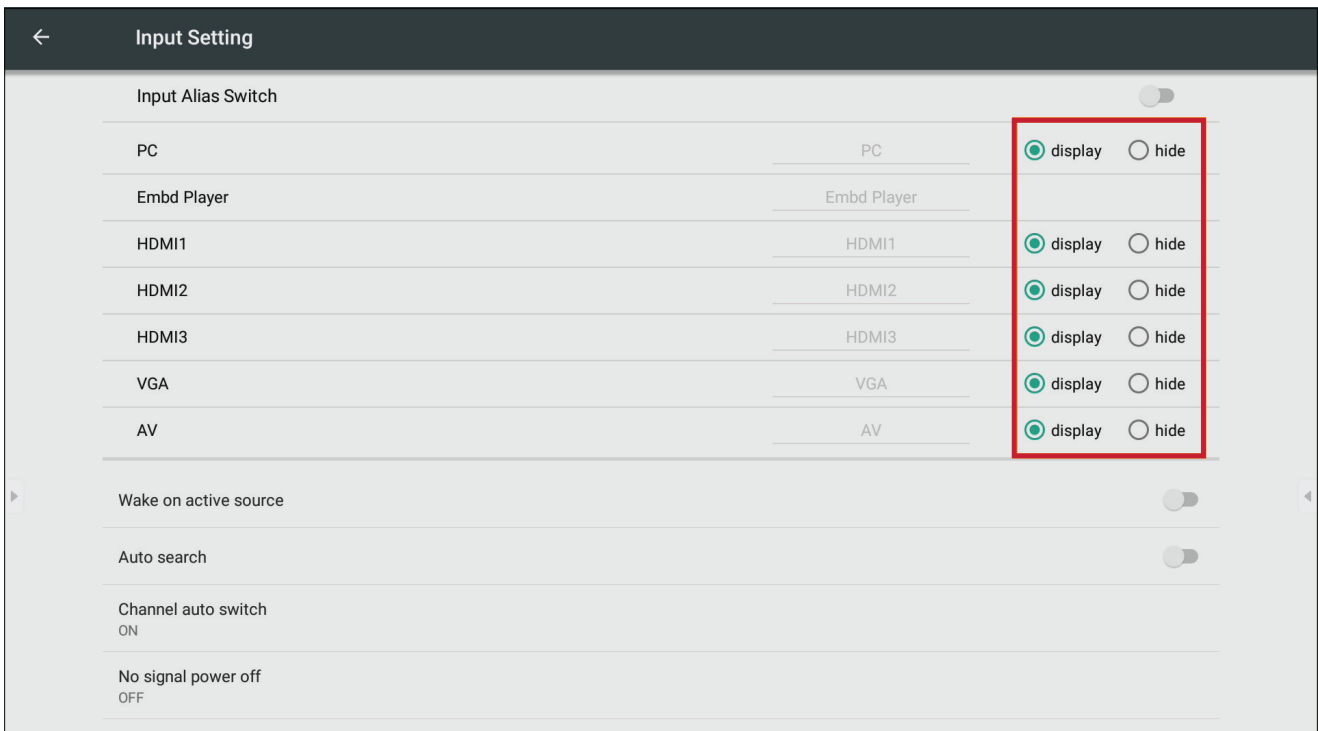 Input Setting
Input Alias Switch
PC PC display hide
Embd Player Embd Player
HDMI1 HDMI1 display hide
HDMI2 HDMI2 display hide
HDMI3 HDMI3 display hide
VGA VGA display hide
AV AV display hide
Wake on active source
Auto search
Channel auto switch
ON
No signal power off
OFF